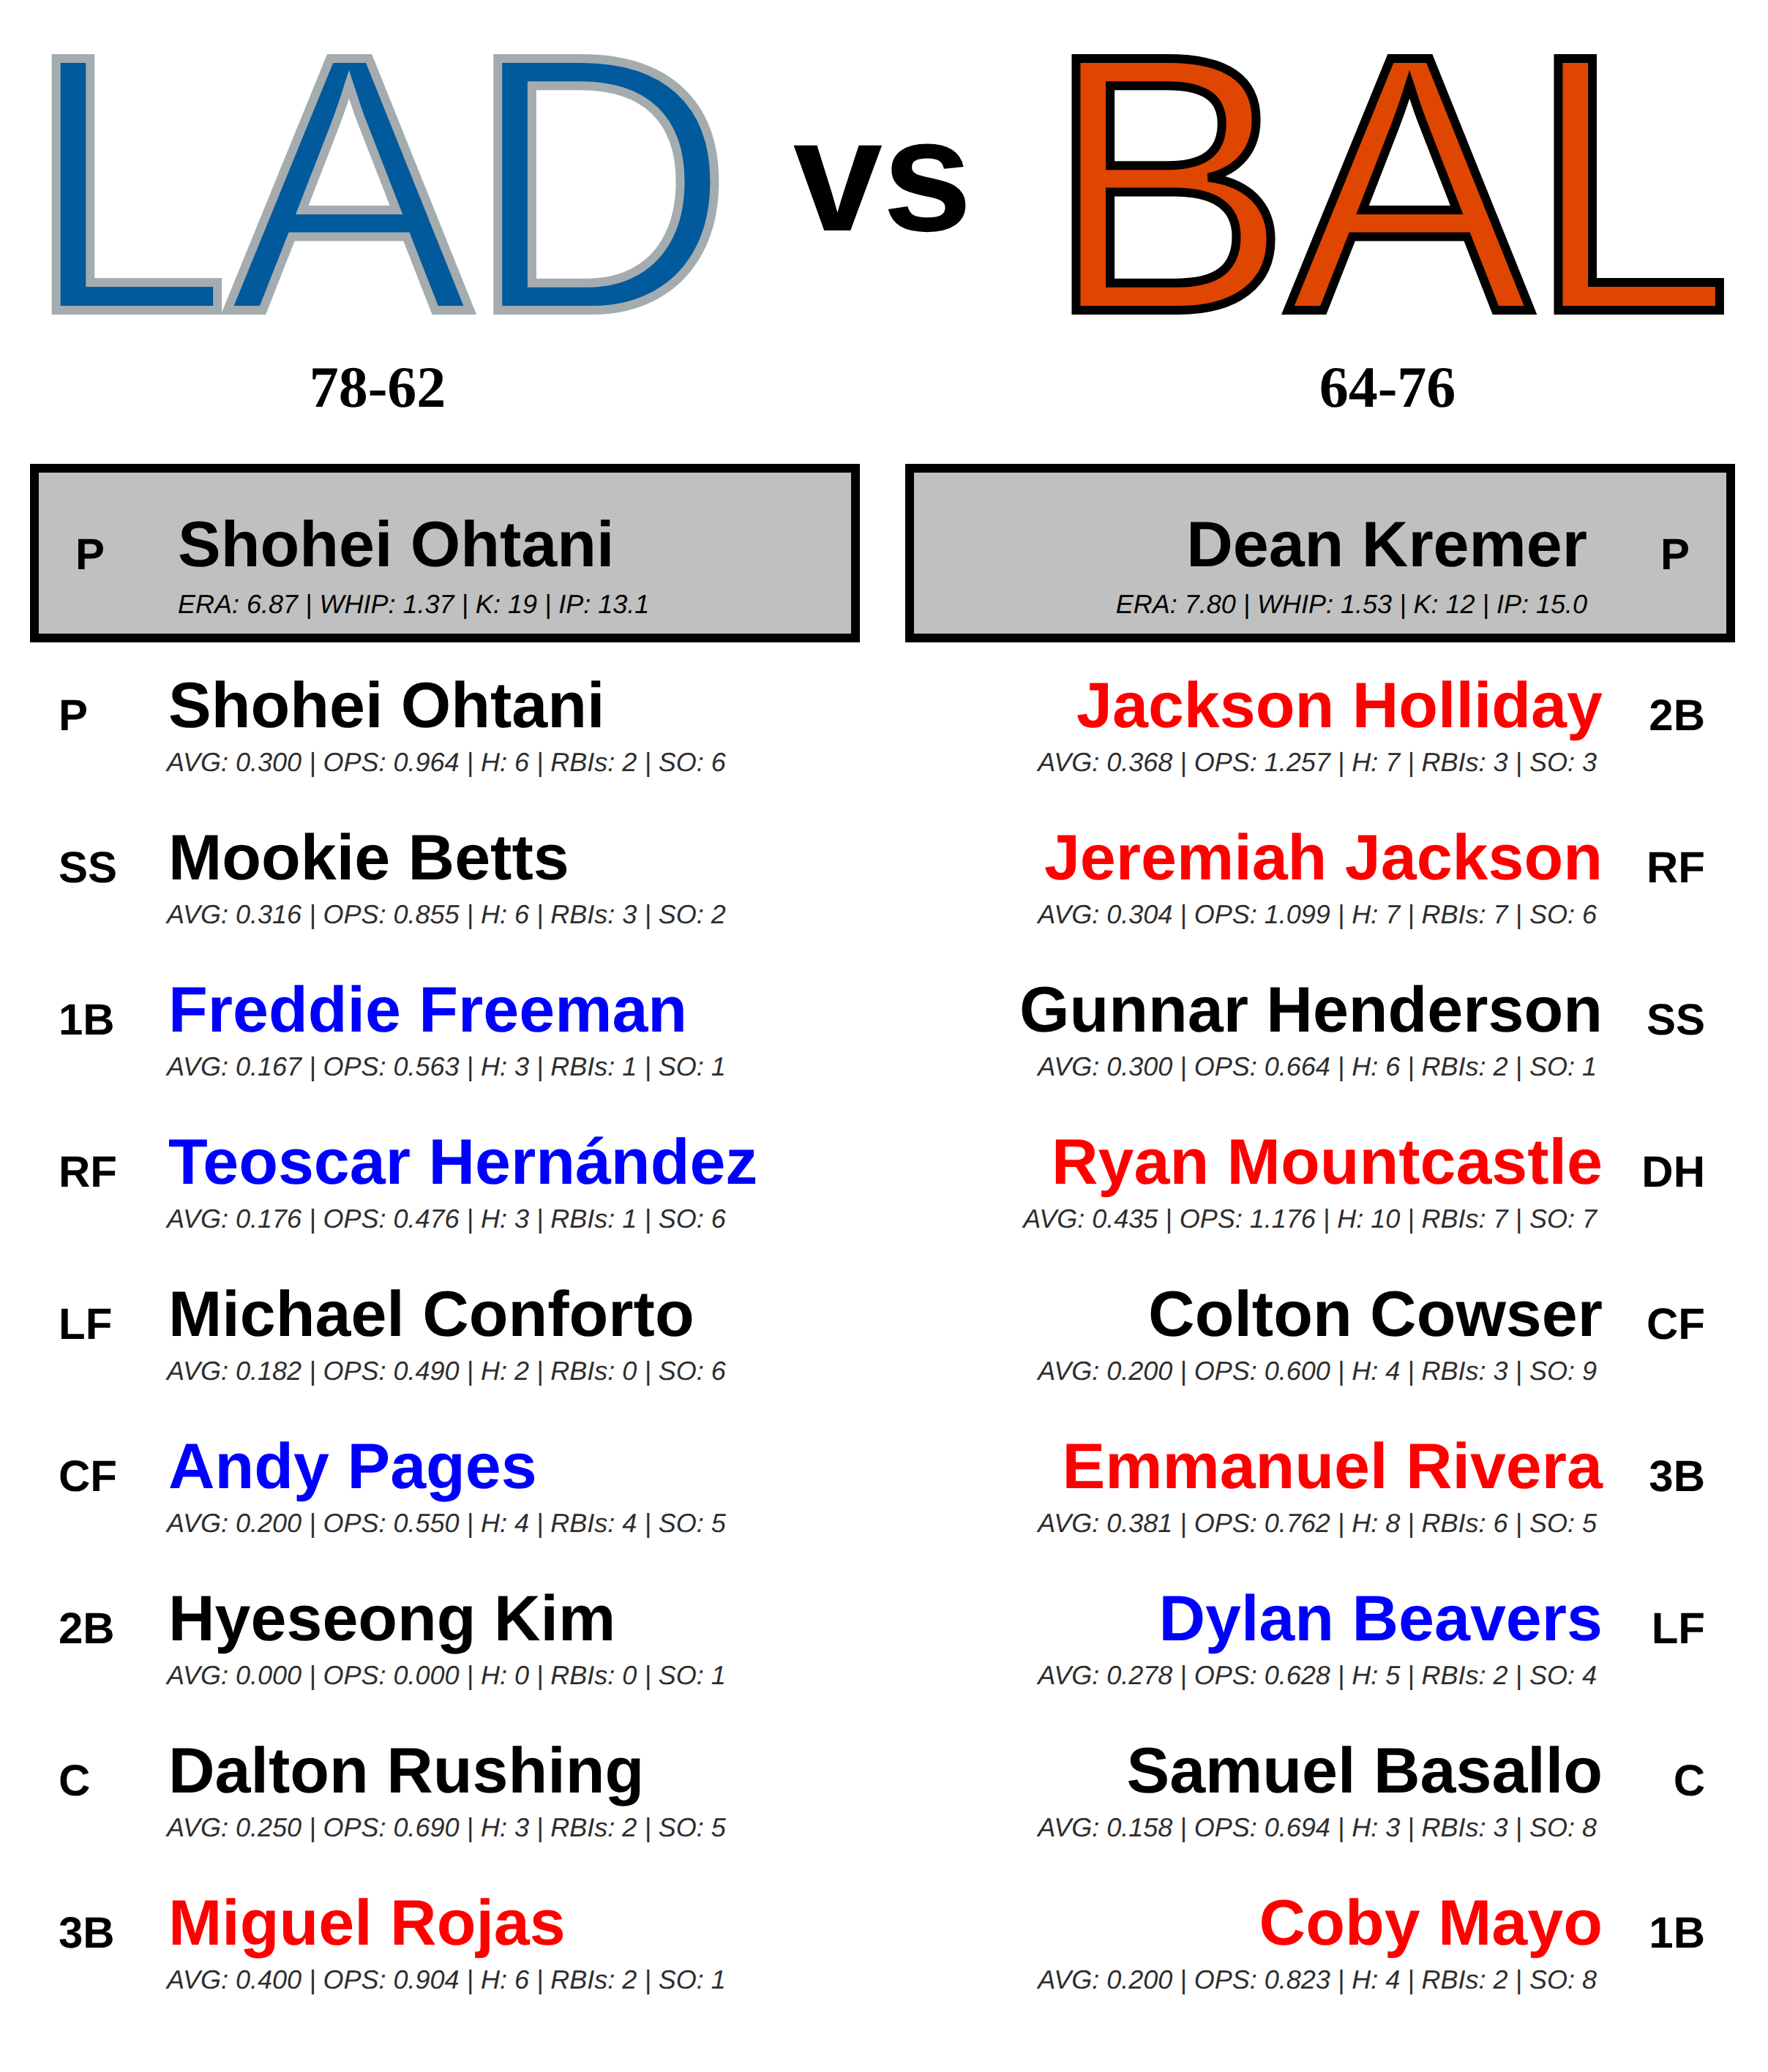 LAD vs BAL
78-62
64-76
P Shohei Ohtani
ERA: 6.87 | WHIP: 1.37 | K: 19 | IP: 13.1
Dean Kremer P
ERA: 7.80 | WHIP: 1.53 | K: 12 | IP: 15.0
P Shohei Ohtani
AVG: 0.300 | OPS: 0.964 | H: 6 | RBIs: 2 | SO: 6
SS Mookie Betts
AVG: 0.316 | OPS: 0.855 | H: 6 | RBIs: 3 | SO: 2
1B Freddie Freeman
AVG: 0.167 | OPS: 0.563 | H: 3 | RBIs: 1 | SO: 1
RF Teoscar Hernández
AVG: 0.176 | OPS: 0.476 | H: 3 | RBIs: 1 | SO: 6
LF Michael Conforto
AVG: 0.182 | OPS: 0.490 | H: 2 | RBIs: 0 | SO: 6
CF Andy Pages
AVG: 0.200 | OPS: 0.550 | H: 4 | RBIs: 4 | SO: 5
2B Hyeseong Kim
AVG: 0.000 | OPS: 0.000 | H: 0 | RBIs: 0 | SO: 1
C Dalton Rushing
AVG: 0.250 | OPS: 0.690 | H: 3 | RBIs: 2 | SO: 5
3B Miguel Rojas
AVG: 0.400 | OPS: 0.904 | H: 6 | RBIs: 2 | SO: 1
Jackson Holliday 2B
AVG: 0.368 | OPS: 1.257 | H: 7 | RBIs: 3 | SO: 3
Jeremiah Jackson RF
AVG: 0.304 | OPS: 1.099 | H: 7 | RBIs: 7 | SO: 6
Gunnar Henderson SS
AVG: 0.300 | OPS: 0.664 | H: 6 | RBIs: 2 | SO: 1
Ryan Mountcastle DH
AVG: 0.435 | OPS: 1.176 | H: 10 | RBIs: 7 | SO: 7
Colton Cowser CF
AVG: 0.200 | OPS: 0.600 | H: 4 | RBIs: 3 | SO: 9
Emmanuel Rivera 3B
AVG: 0.381 | OPS: 0.762 | H: 8 | RBIs: 6 | SO: 5
Dylan Beavers LF
AVG: 0.278 | OPS: 0.628 | H: 5 | RBIs: 2 | SO: 4
Samuel Basallo C
AVG: 0.158 | OPS: 0.694 | H: 3 | RBIs: 3 | SO: 8
Coby Mayo 1B
AVG: 0.200 | OPS: 0.823 | H: 4 | RBIs: 2 | SO: 8